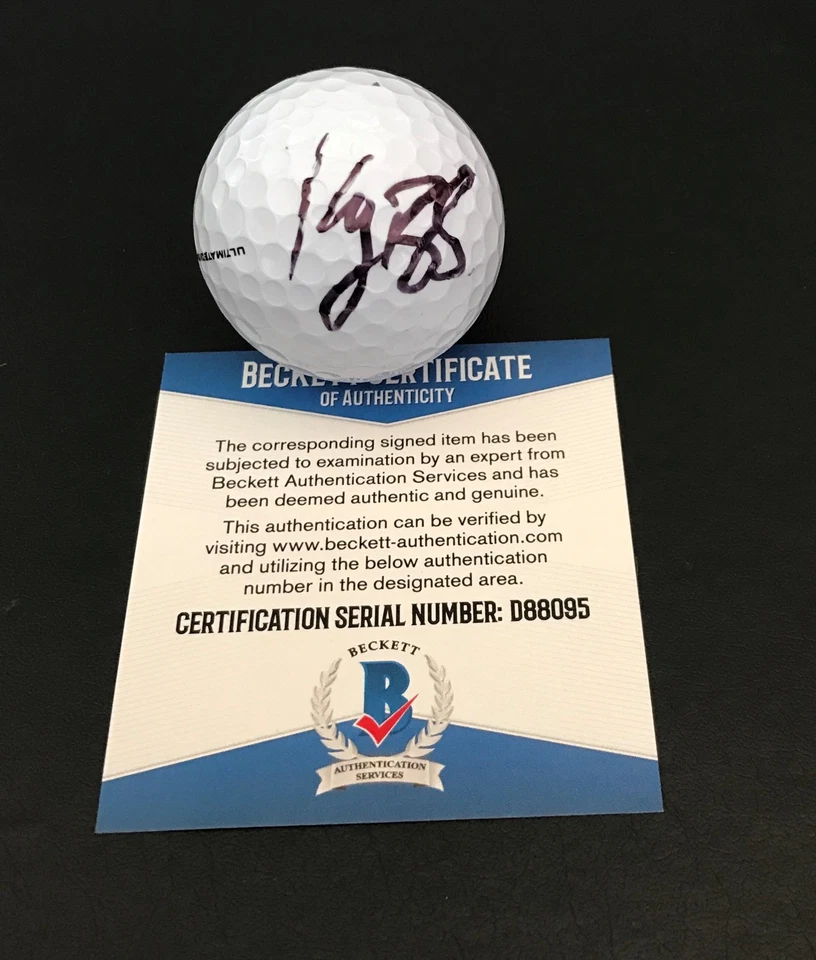 BECKETT CERTIFICATE
OF AUTHENTICITY
The corresponding signed item has been
subjected to examination by an expert from
Beckett Authentication Services and has
been deemed authentic and genuine.
This authentication can be verified by
visiting www.beckett-authentication.com
and utilizing the below authentication
number in the designated area.
CERTIFICATION SERIAL NUMBER: D88095
BECKETT
B
AUTHENTICATION
SERVICES